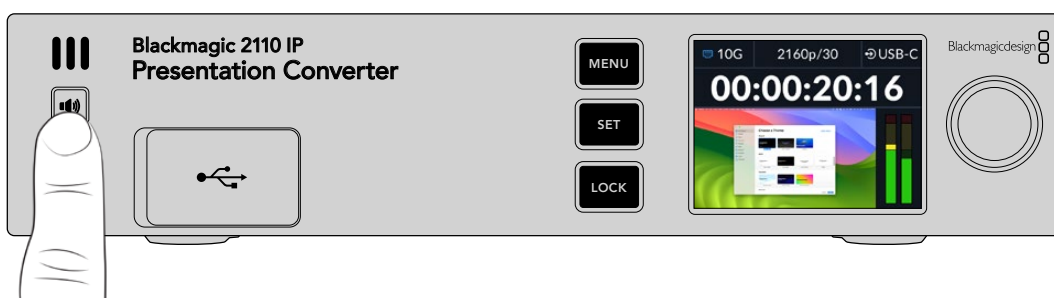 Blackmagic 2110 IP
Presentation Converter
MENU
SET
LOCK
10G 2160p/30 USB-C
00:00:20:16
Blackmagicdesign